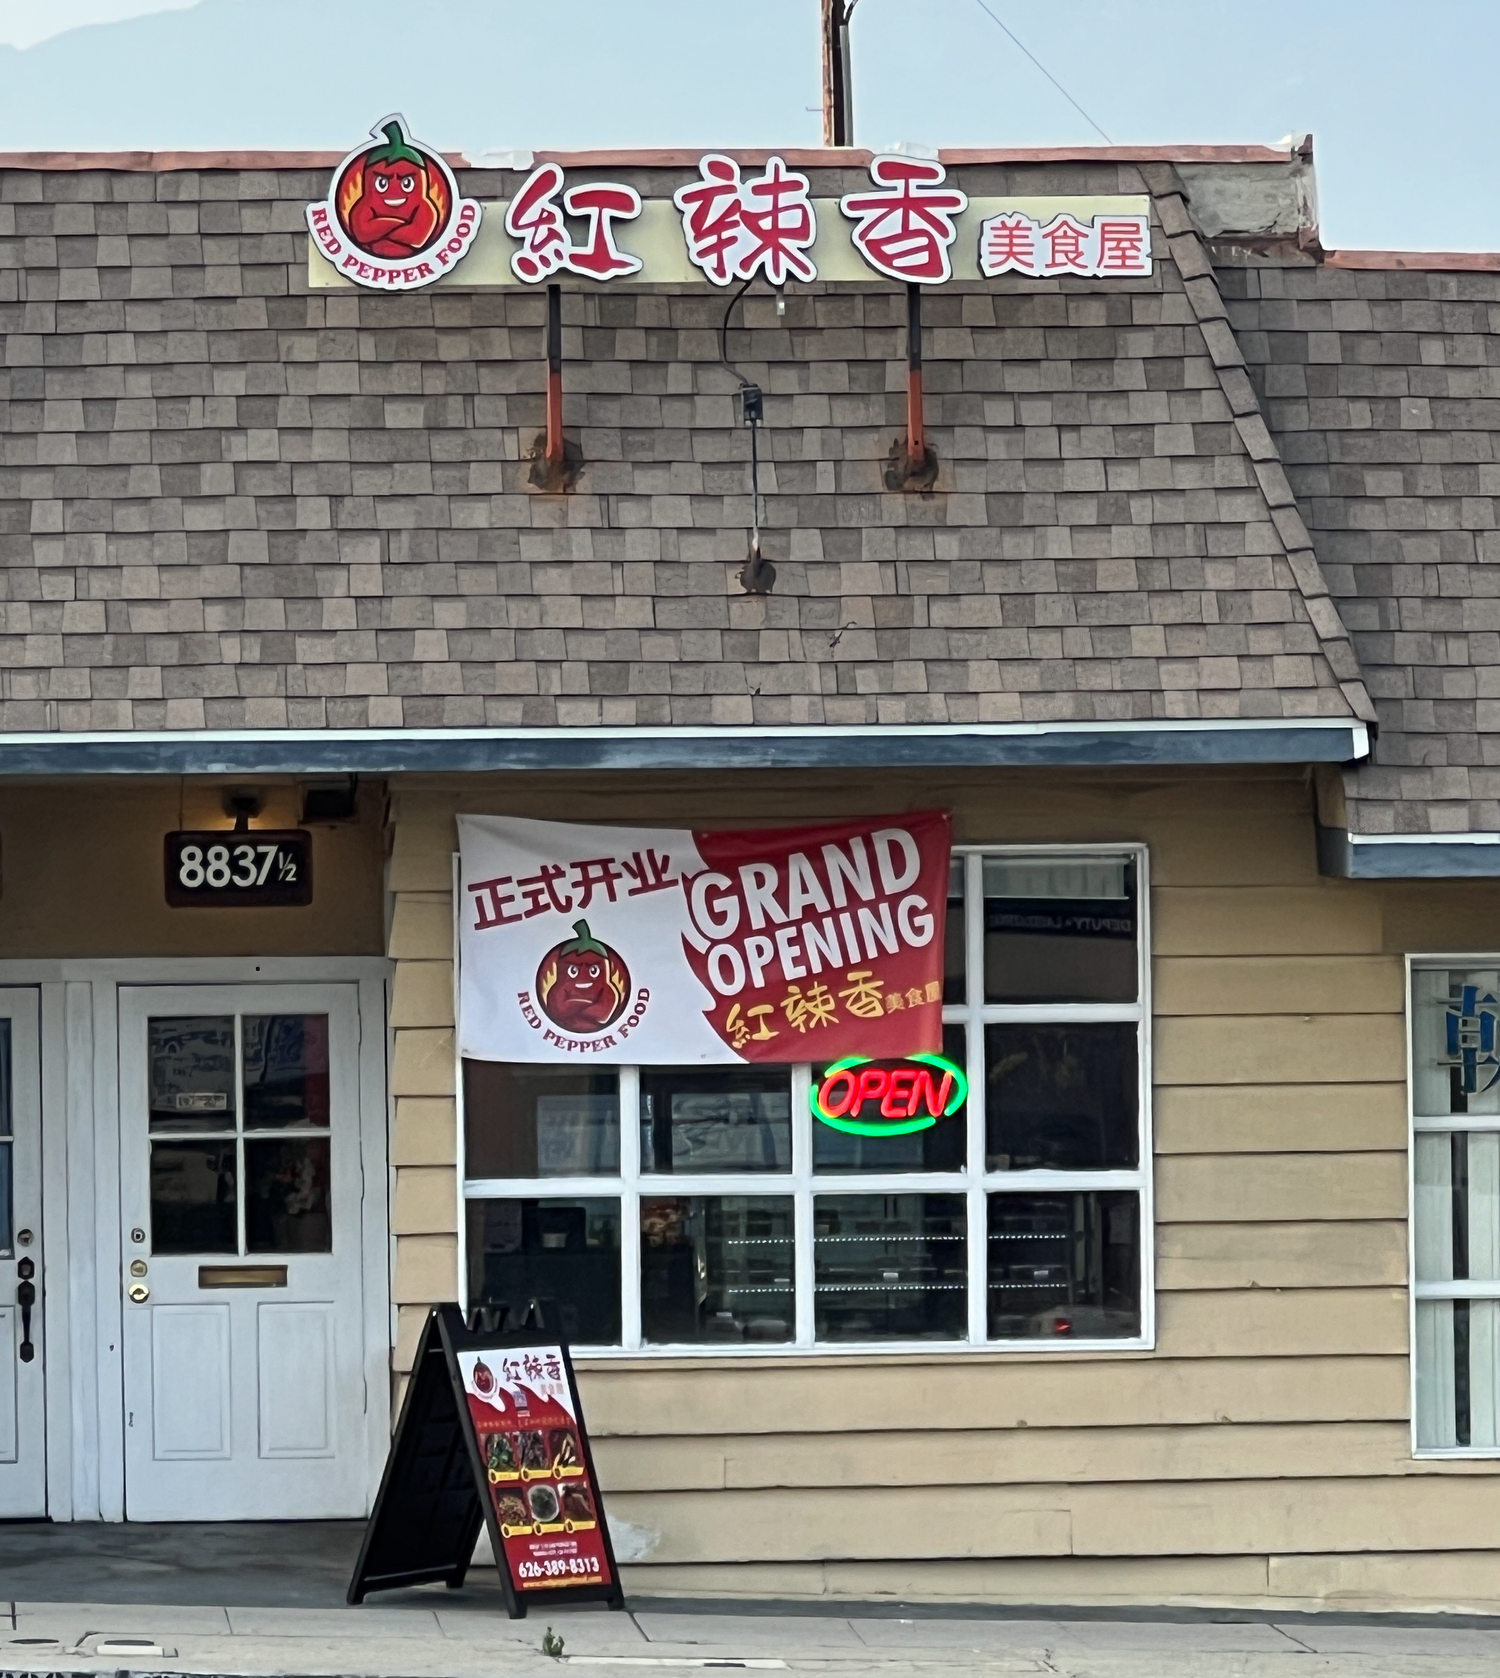 RED PEPPER FOOD
紅辣香 美食屋
8837½
正式开业
RED PEPPER FOOD
GRAND
OPENING
紅辣香美食屋
OPEN
紅辣香
626-389-8313